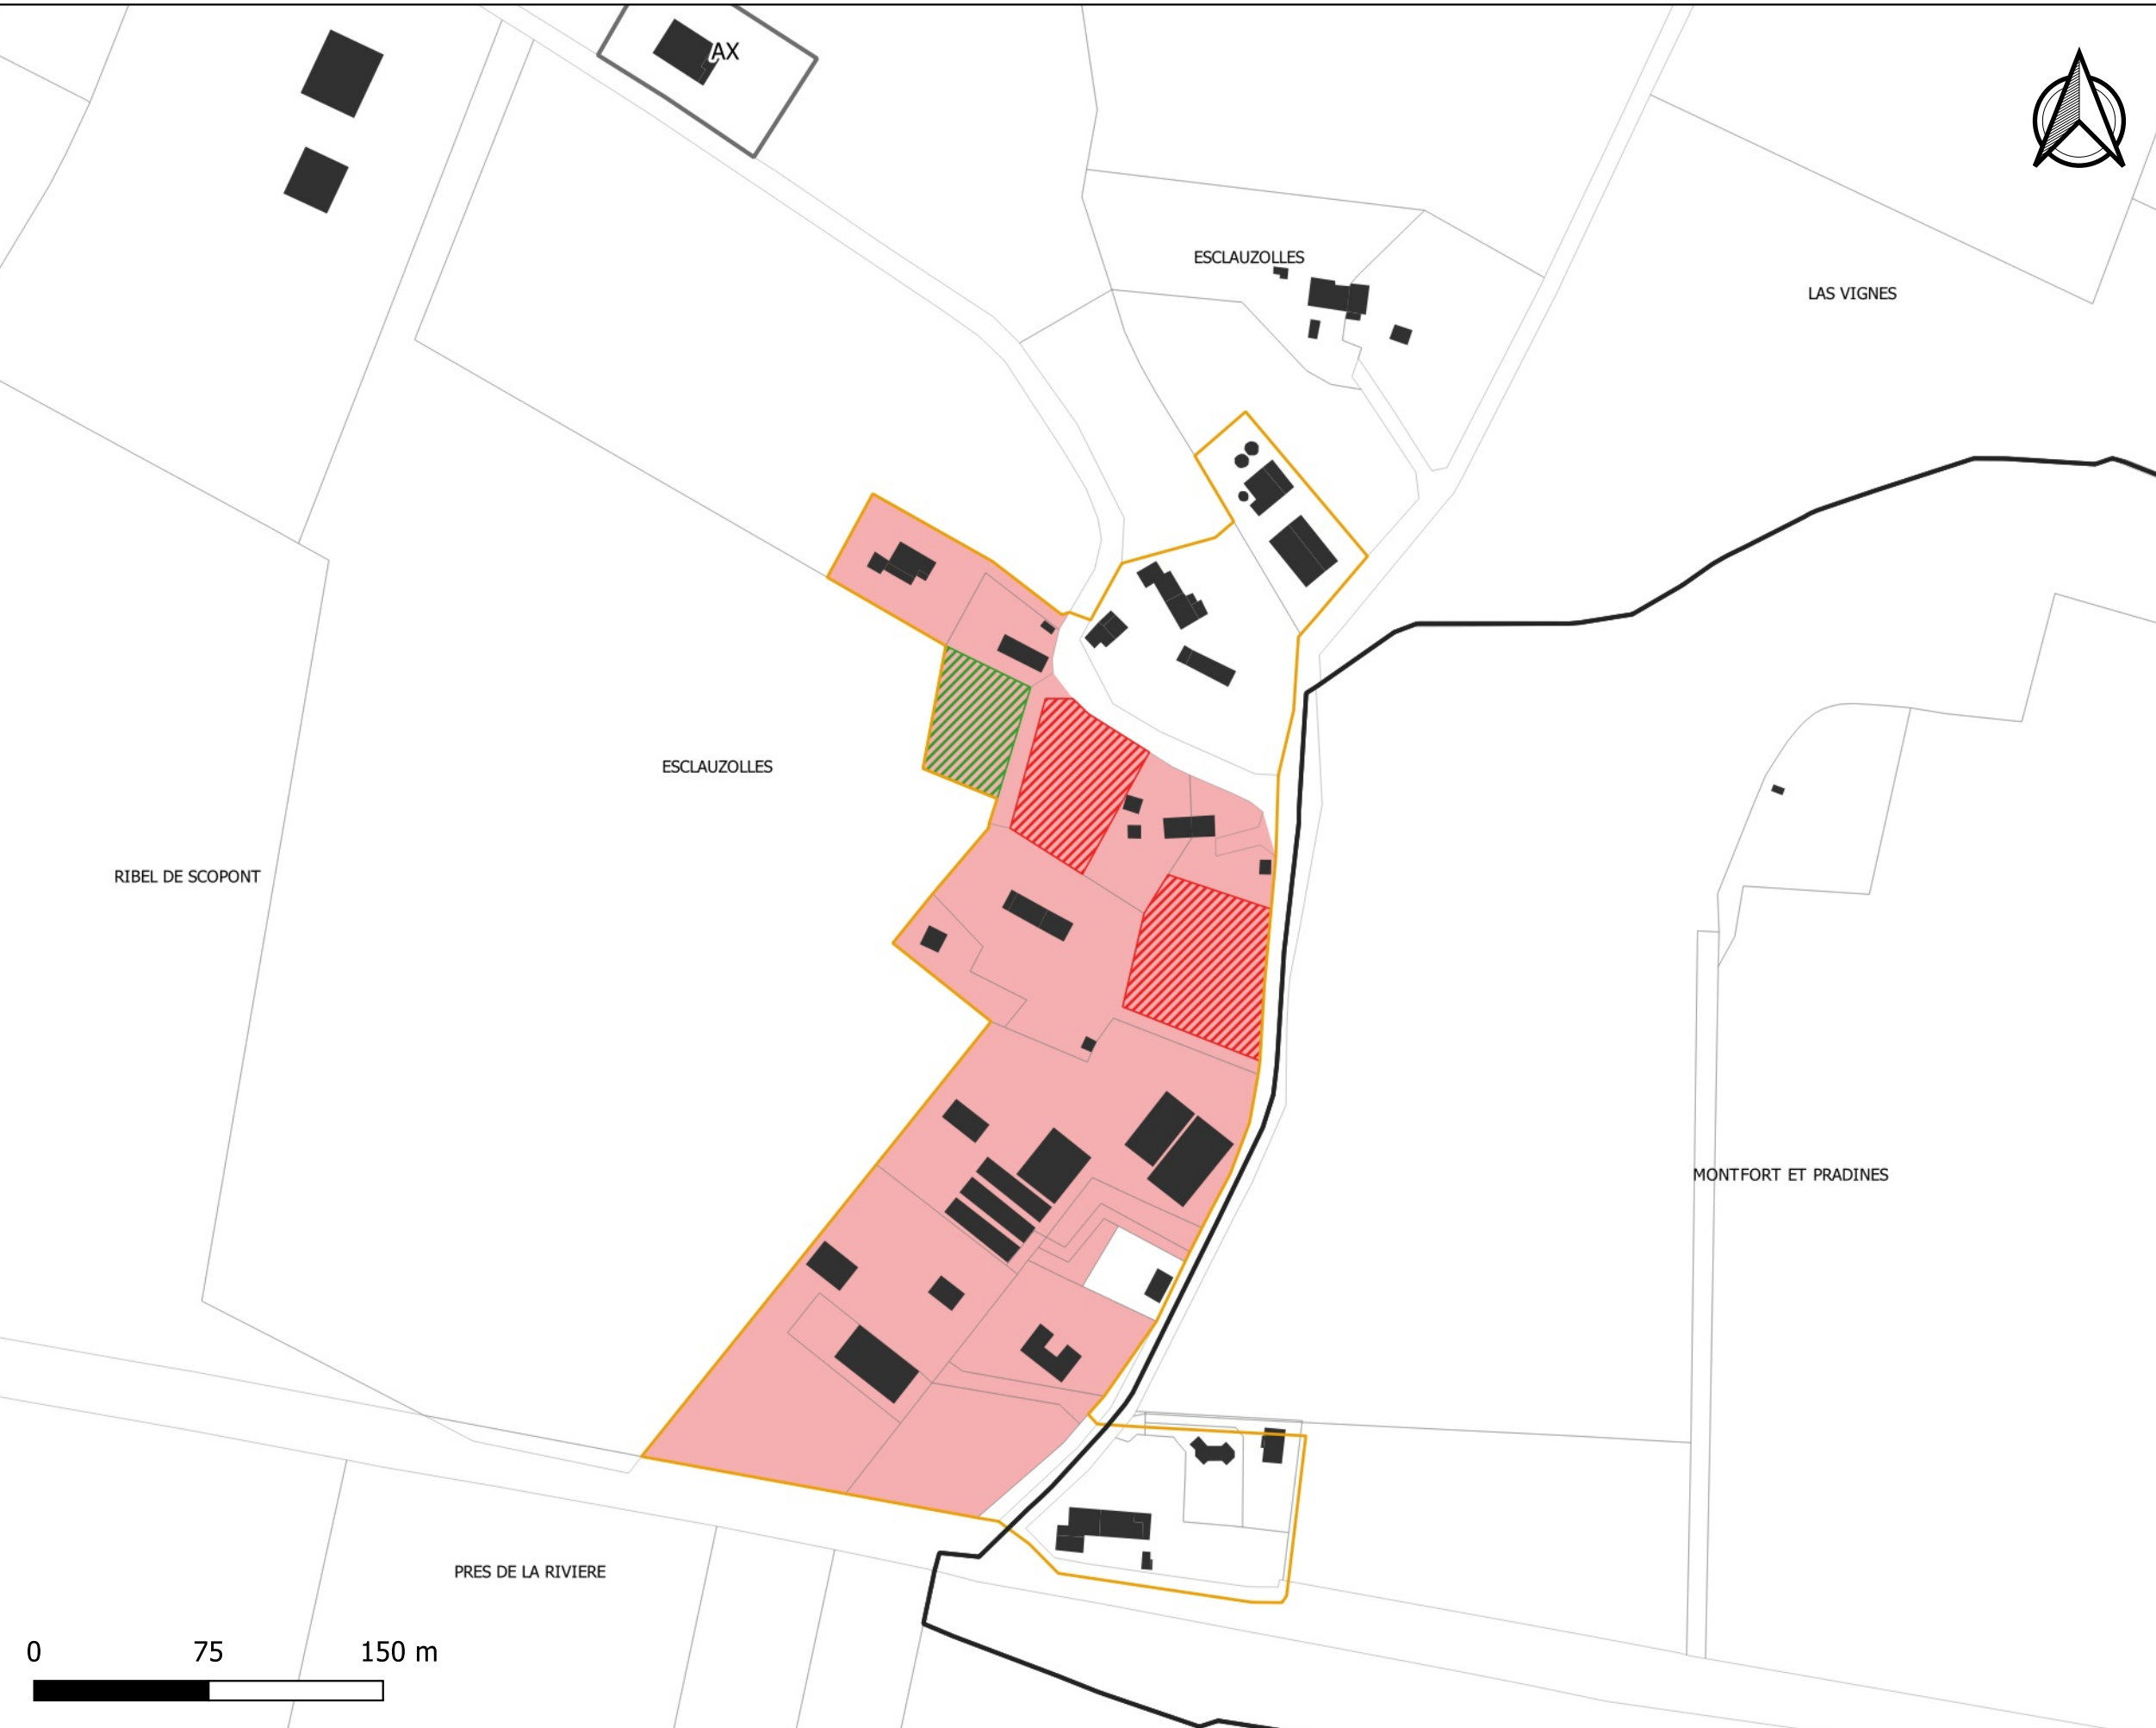 AX
ESCLAUZOLLES
LAS VIGNES
ESCLAUZOLLES
RIBEL DE SCOPONT
MONTFORT ET PRADINES
PRES DE LA RIVIERE
0 75 150 m